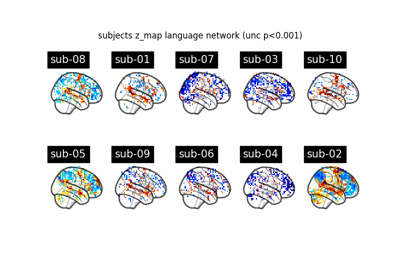 subjects z_map language network (unc p<0.001)
sub-08 sub-01 sub-07 sub-03 sub-10
sub-05 sub-09 sub-06 sub-04 sub-02